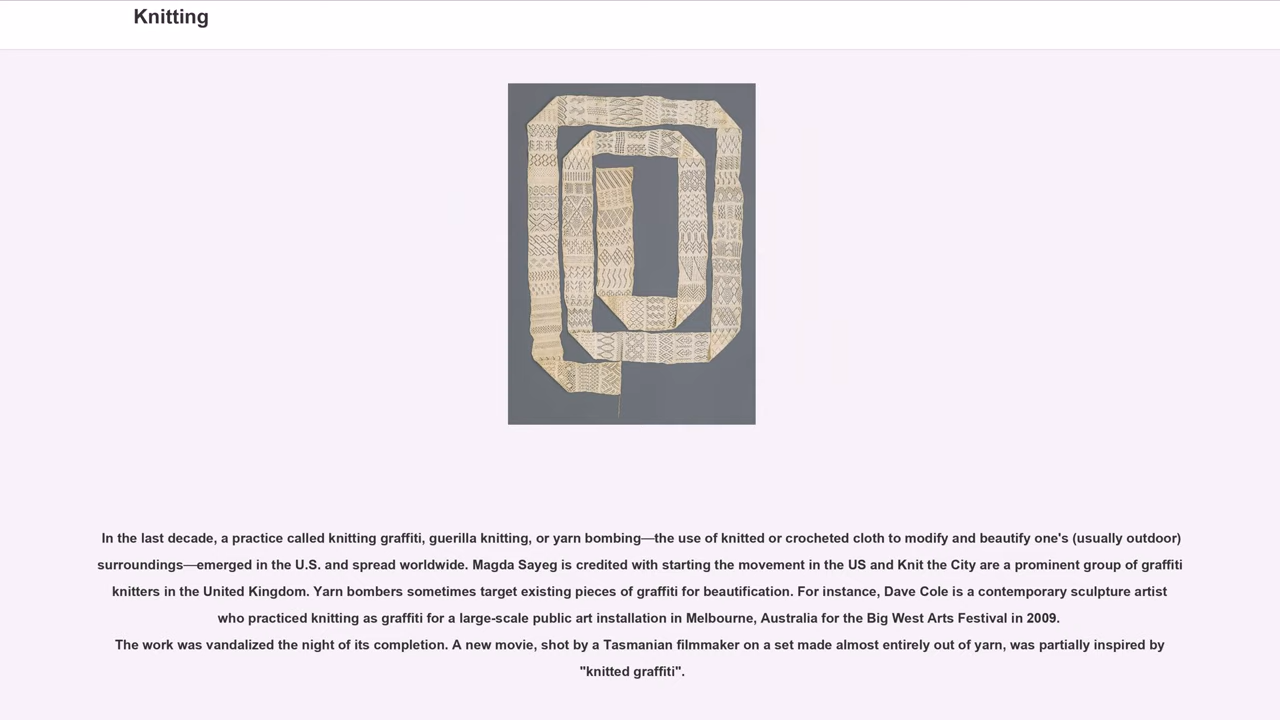 Knitting
In the last decade, a practice called knitting graffiti, guerilla knitting, or yarn bombing—the use of knitted or crocheted cloth to modify and beautify one's (usually outdoor)
surroundings—emerged in the U.S. and spread worldwide. Magda Sayeg is credited with starting the movement in the US and Knit the City are a prominent group of graffiti
knitters in the United Kingdom. Yarn bombers sometimes target existing pieces of graffiti for beautification. For instance, Dave Cole is a contemporary sculpture artist
who practiced knitting as graffiti for a large-scale public art installation in Melbourne, Australia for the Big West Arts Festival in 2009.
The work was vandalized the night of its completion. A new movie, shot by a Tasmanian filmmaker on a set made almost entirely out of yarn, was partially inspired by
"knitted graffiti".